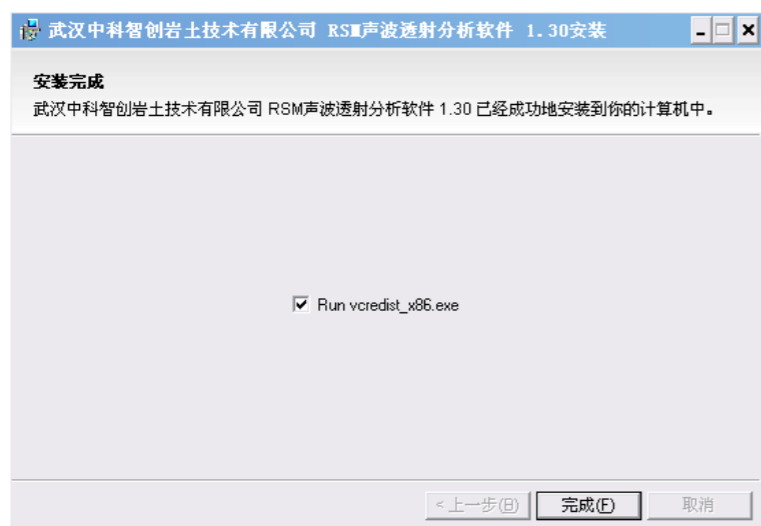 武汉中科智创岩土技术有限公司 RSM声波透射分析软件 1.30安装
安装完成
武汉中科智创岩土技术有限公司 RSM声波透射分析软件 1.30 已经成功地安装到你的计算机中。
Run vcredist_x86.exe
<上一步(B) 完成(F) 取消